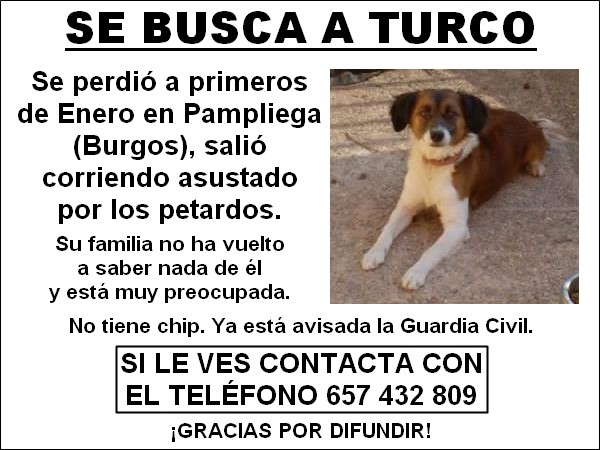 SE BUSCA A TURCO
Se perdió a primeros
de Enero en Pampliega
(Burgos), salió
corriendo asustado
por los petardos.
Su familia no ha vuelto
a saber nada de él
y está muy preocupada.
No tiene chip. Ya está avisada la Guardia Civil.
SI LE VES CONTACTA CON
EL TELÉFONO 657 432 809
¡GRACIAS POR DIFUNDIR!